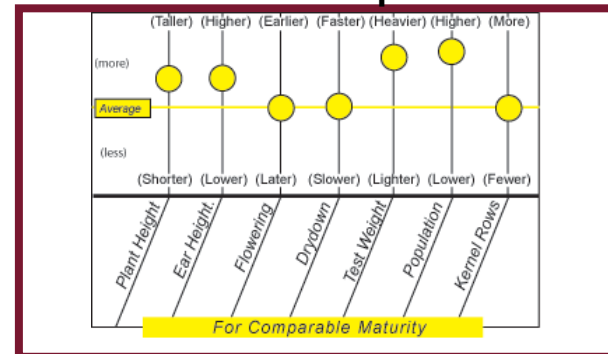 (Taller) (Higher) (Earlier) (Faster) (Heavier) (Higher) (More)
(more)
Average
(less)
(Shorter) (Lower) (Later) (Slower) (Lighter) (Lower) (Fewer)
Plant Height
Ear Height.
Flowering
Drydown
Test Weight
Population
Kernel Rows
For Comparable Maturity